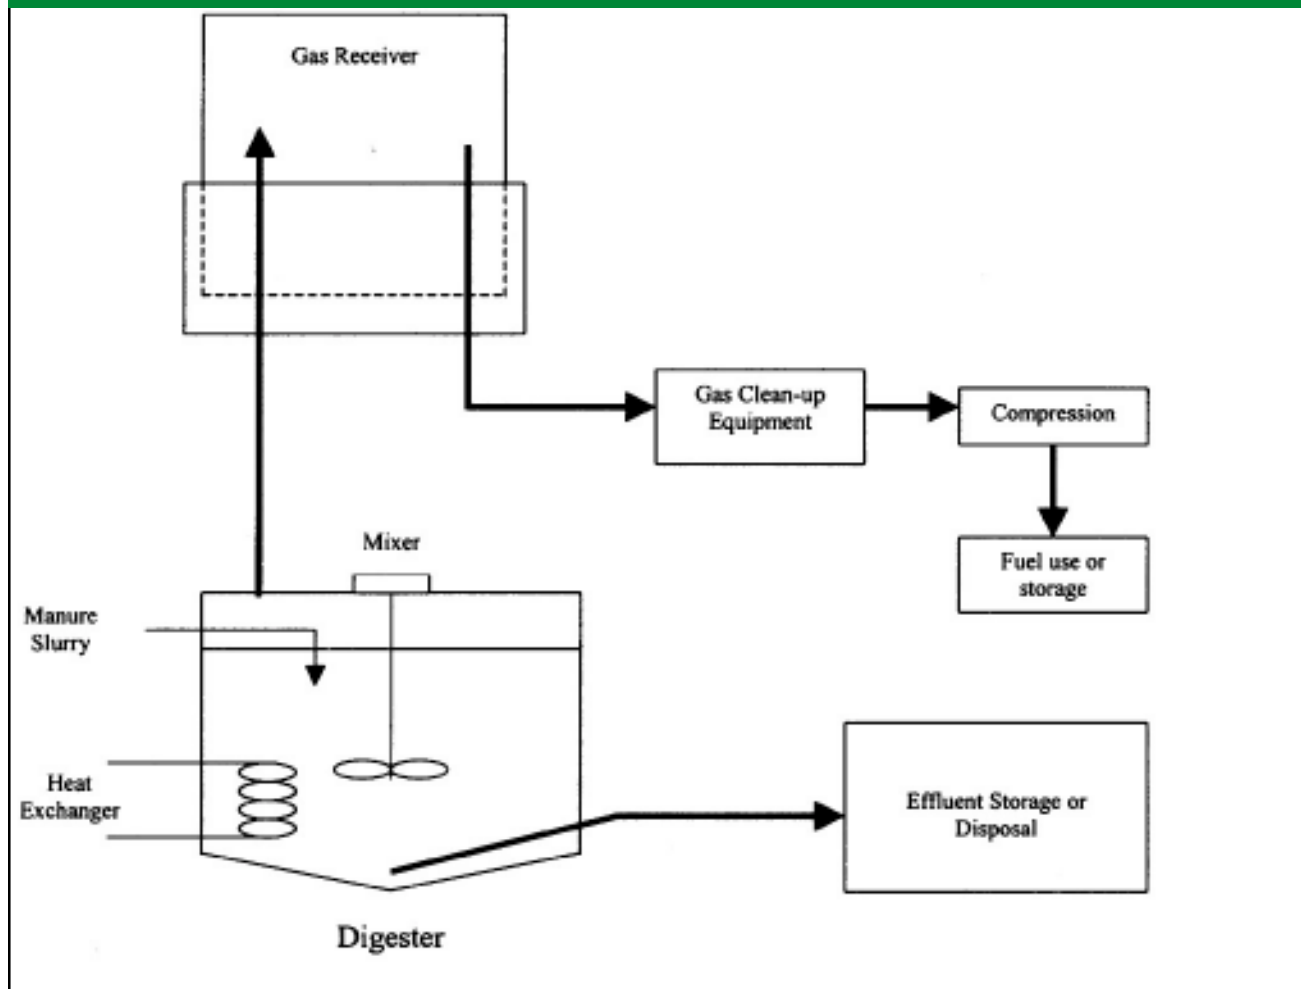 Gas Receiver
Gas Clean-up
Equipment
Compression
Mixer
Fuel use or
storage
Manure
Slurry
Heat
Exchanger
Effluent Storage or
Disposal
Digester